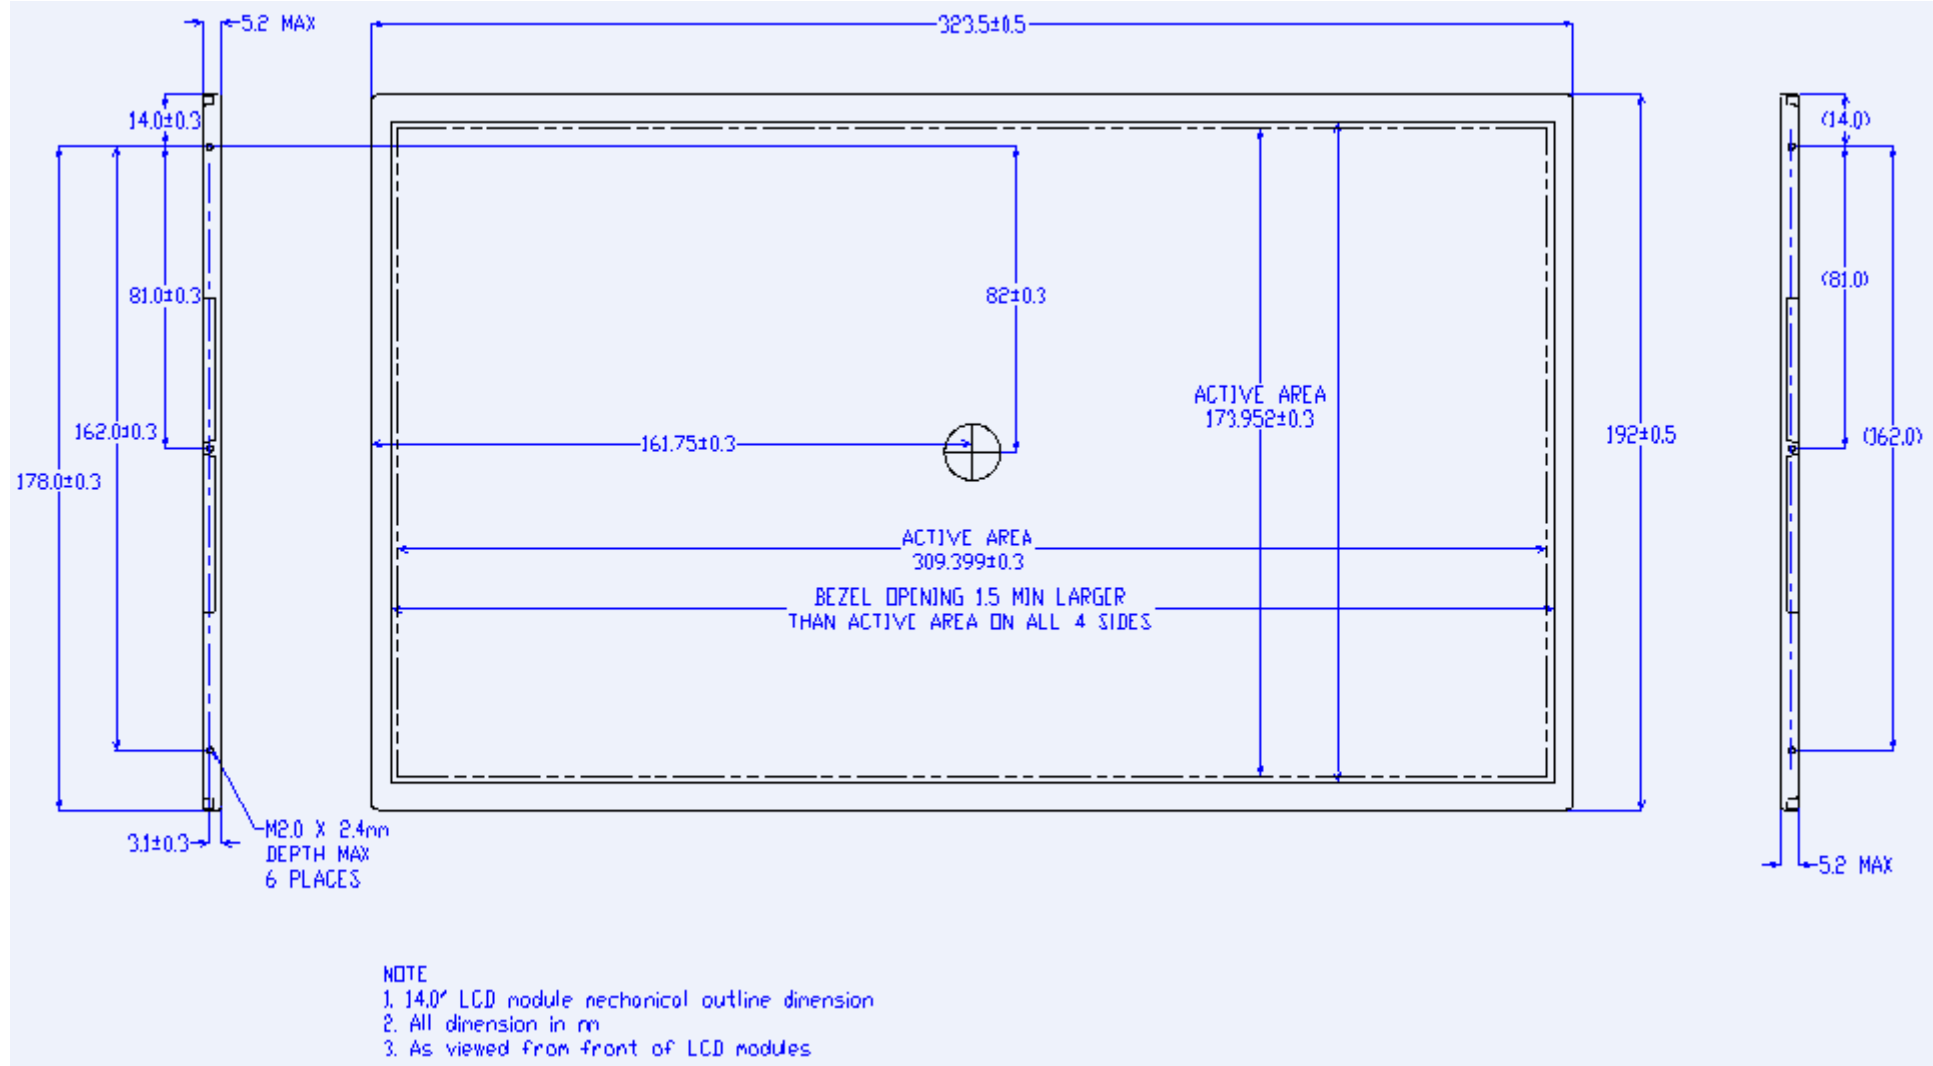 5.2 MAX
323.5±0.5
14.0±0.3
(14.0)
81.0±0.3
82±0.3
(81.0)
ACTIVE AREA
173.952±0.3
162.0±0.3
161.75±0.3
192±0.5
(162.0)
178.0±0.3
ACTIVE AREA
309.399±0.3
BEZEL OPENING 1.5 MIN LARGER
THAN ACTIVE AREA ON ALL 4 SIDES
3.1±0.3
M2.0 X 2.4mm
DEPTH MAX
6 PLACES
5.2 MAX
NOTE
1. 14.0" LCD module mechanical outline dimension
2. All dimension in mm
3. As viewed from front of LCD modules